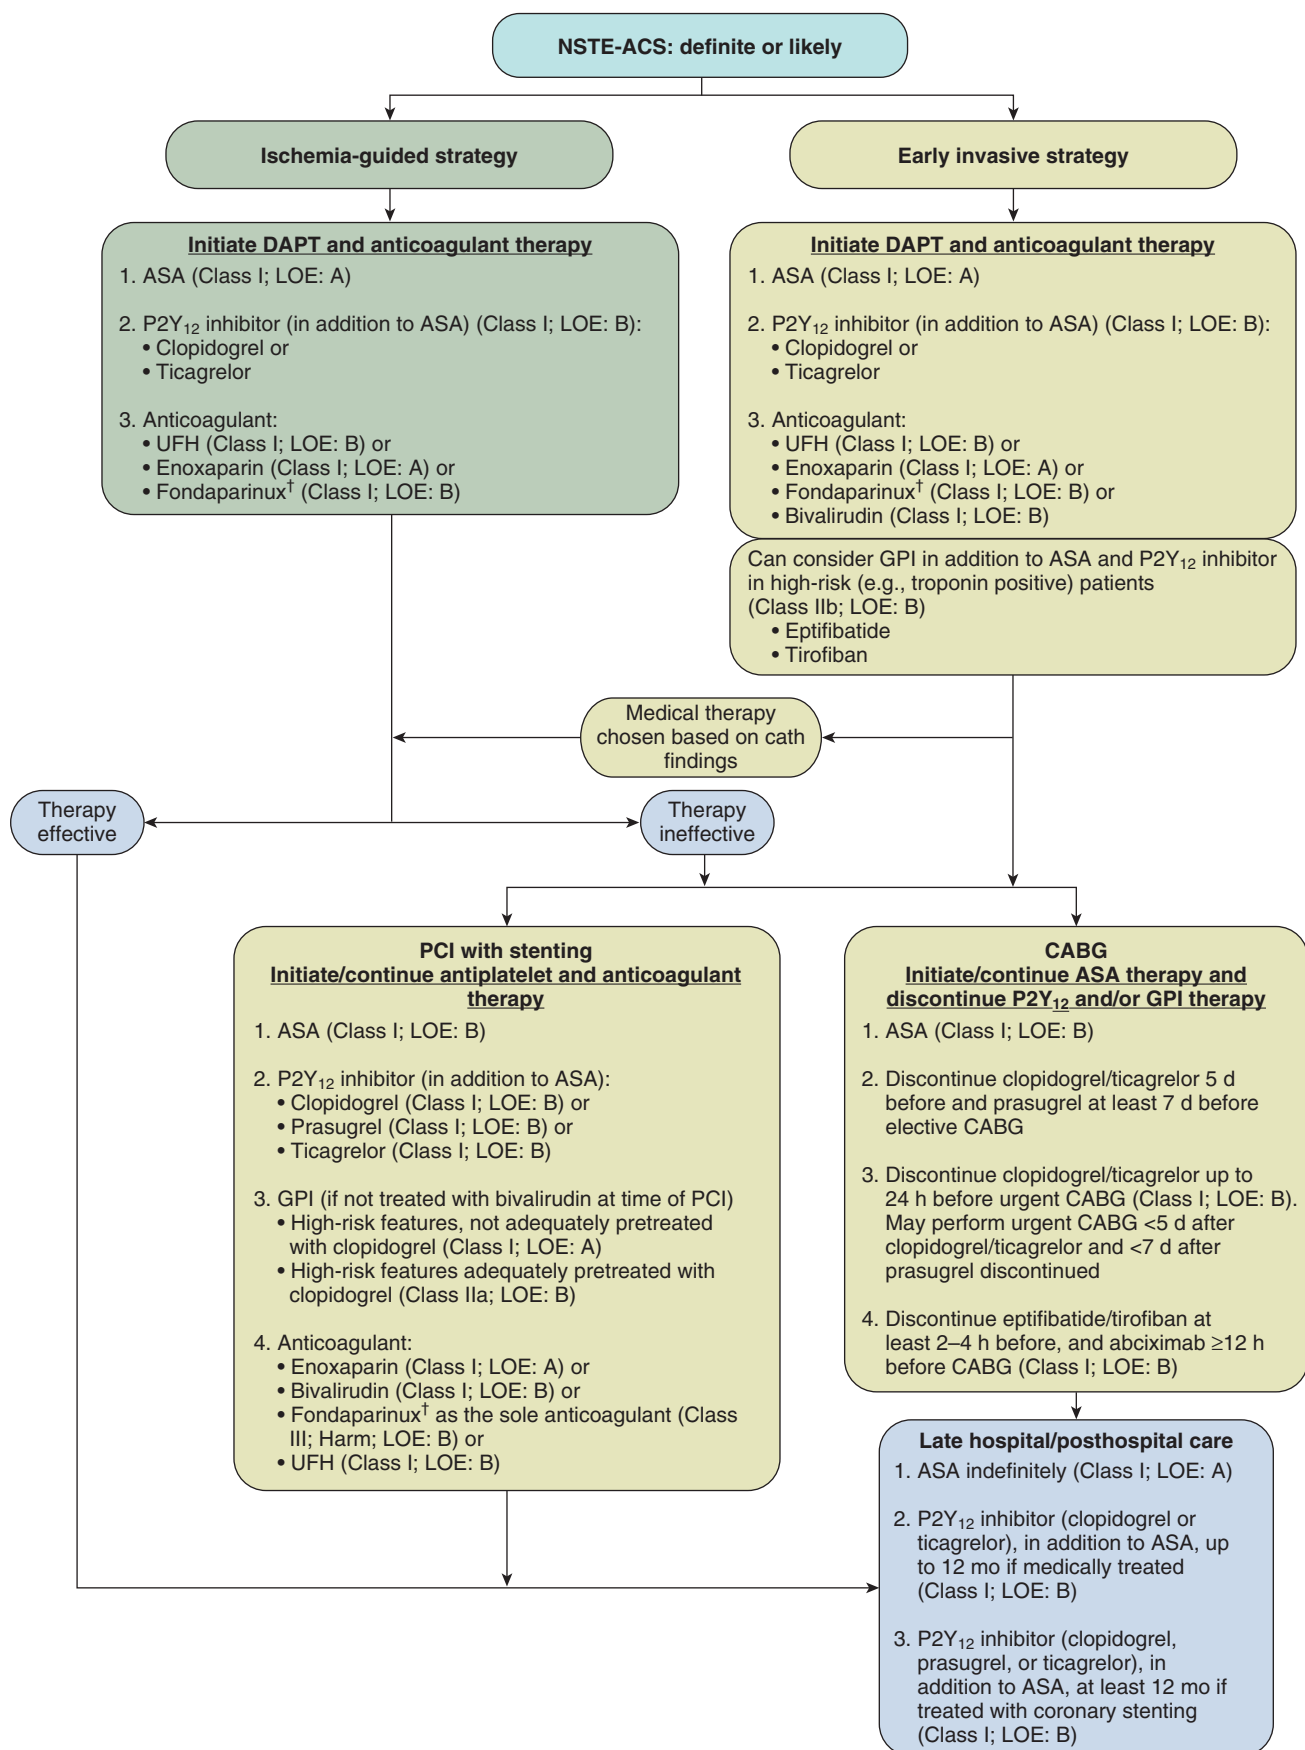 NSTE-ACS: definite or likely
Ischemia-guided strategy
Early invasive strategy
Initiate DAPT and anticoagulant therapy
1. ASA (Class I; LOE: A)
2. P2Y₁₂ inhibitor (in addition to ASA) (Class I; LOE: B):
• Clopidogrel or
• Ticagrelor
3. Anticoagulant:
• UFH (Class I; LOE: B) or
• Enoxaparin (Class I; LOE: A) or
• Fondaparinux† (Class I; LOE: B)
Initiate DAPT and anticoagulant therapy
1. ASA (Class I; LOE: A)
2. P2Y₁₂ inhibitor (in addition to ASA) (Class I; LOE: B):
• Clopidogrel or
• Ticagrelor
3. Anticoagulant:
• UFH (Class I; LOE: B) or
• Enoxaparin (Class I; LOE: A) or
• Fondaparinux† (Class I; LOE: B) or
• Bivalirudin (Class I; LOE: B)
Can consider GPI in addition to ASA and P2Y₁₂ inhibitor
in high-risk (e.g., troponin positive) patients
(Class IIb; LOE: B)
• Eptifibatide
• Tirofiban
Medical therapy
chosen based on cath
findings
Therapy
effective
Therapy
ineffective
PCI with stenting
Initiate/continue antiplatelet and anticoagulant
therapy
1. ASA (Class I; LOE: B)
2. P2Y₁₂ inhibitor (in addition to ASA):
• Clopidogrel (Class I; LOE: B) or
• Prasugrel (Class I; LOE: B) or
• Ticagrelor (Class I; LOE: B)
3. GPI (if not treated with bivalirudin at time of PCI)
• High-risk features, not adequately pretreated
with clopidogrel (Class I; LOE: A)
• High-risk features adequately pretreated with
clopidogrel (Class IIa; LOE: B)
4. Anticoagulant:
• Enoxaparin (Class I; LOE: A) or
• Bivalirudin (Class I; LOE: B) or
• Fondaparinux† as the sole anticoagulant (Class
III; Harm; LOE: B) or
• UFH (Class I; LOE: B)
CABG
Initiate/continue ASA therapy and
discontinue P2Y₁₂ and/or GPI therapy
1. ASA (Class I; LOE: B)
2. Discontinue clopidogrel/ticagrelor 5 d
before and prasugrel at least 7 d before
elective CABG
3. Discontinue clopidogrel/ticagrelor up to
24 h before urgent CABG (Class I; LOE: B).
May perform urgent CABG <5 d after
clopidogrel/ticagrelor and <7 d after
prasugrel discontinued
4. Discontinue eptifibatide/tirofiban at
least 2–4 h before, and abciximab ≥12 h
before CABG (Class I; LOE: B)
Late hospital/posthospital care
1. ASA indefinitely (Class I; LOE: A)
2. P2Y₁₂ inhibitor (clopidogrel or
ticagrelor), in addition to ASA, up
to 12 mo if medically treated
(Class I; LOE: B)
3. P2Y₁₂ inhibitor (clopidogrel,
prasugrel, or ticagrelor), in
addition to ASA, at least 12 mo if
treated with coronary stenting
(Class I; LOE: B)